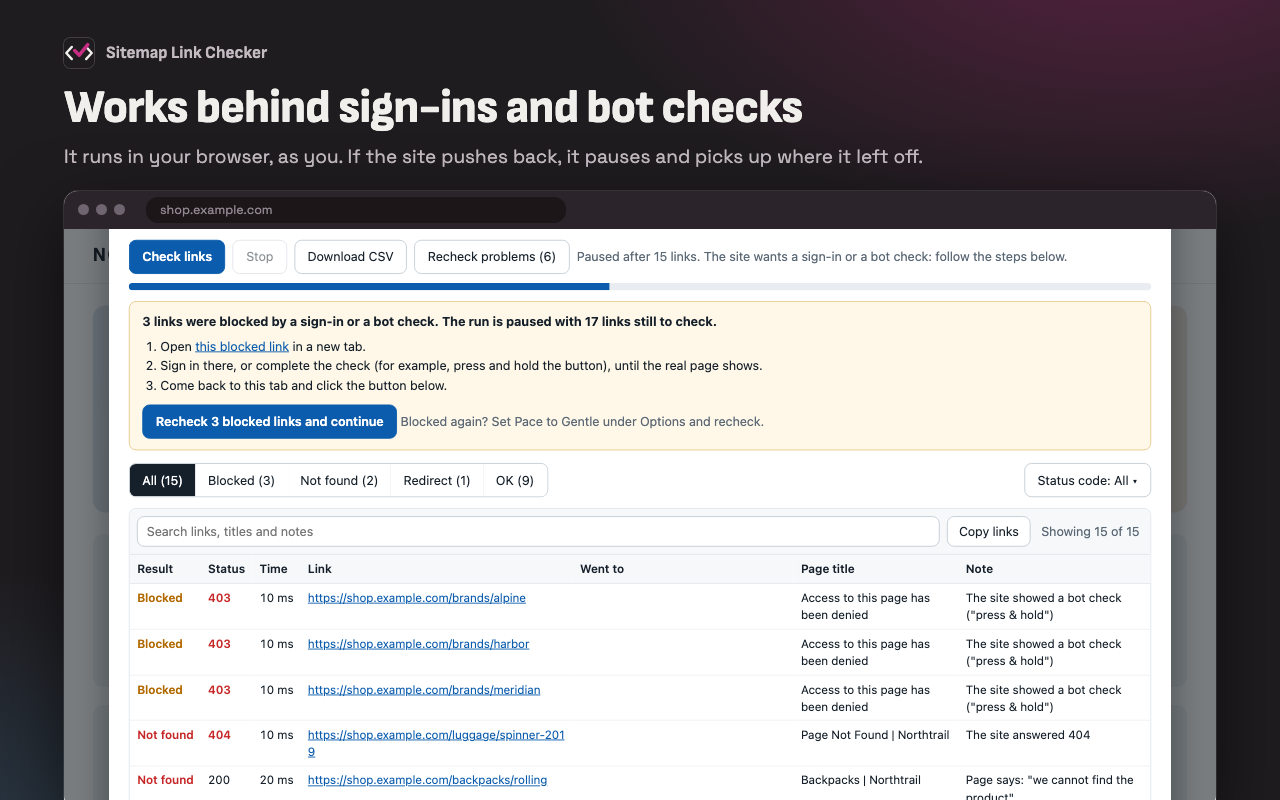 Sitemap Link Checker
Works behind sign-ins and bot checks
It runs in your browser, as you. If the site pushes back, it pauses and picks up where it left off.
shop.example.com
N
Check links Stop Download CSV Recheck problems (6) Paused after 15 links. The site wants a sign-in or a bot check: follow the steps below.
3 links were blocked by a sign-in or a bot check. The run is paused with 17 links still to check.
1. Open this blocked link in a new tab.
2. Sign in there, or complete the check (for example, press and hold the button), until the real page shows.
3. Come back to this tab and click the button below.
Recheck 3 blocked links and continue Blocked again? Set Pace to Gentle under Options and recheck.
All (15) Blocked (3) Not found (2) Redirect (1) OK (9) Status code: All ▾
Search links, titles and notes Copy links Showing 15 of 15
Result Status Time Link Went to Page title Note
Blocked 403 10 ms https://shop.example.com/brands/alpine Access to this page has The site showed a bot check
been denied ("press & hold")
Blocked 403 10 ms https://shop.example.com/brands/harbor Access to this page has The site showed a bot check
been denied ("press & hold")
Blocked 403 10 ms https://shop.example.com/brands/meridian Access to this page has The site showed a bot check
been denied ("press & hold")
Not found 404 10 ms https://shop.example.com/luggage/spinner-201 Page Not Found | Northtrail The site answered 404
9
Not found 200 20 ms https://shop.example.com/backpacks/rolling Backpacks | Northtrail Page says: "we cannot find the
product"